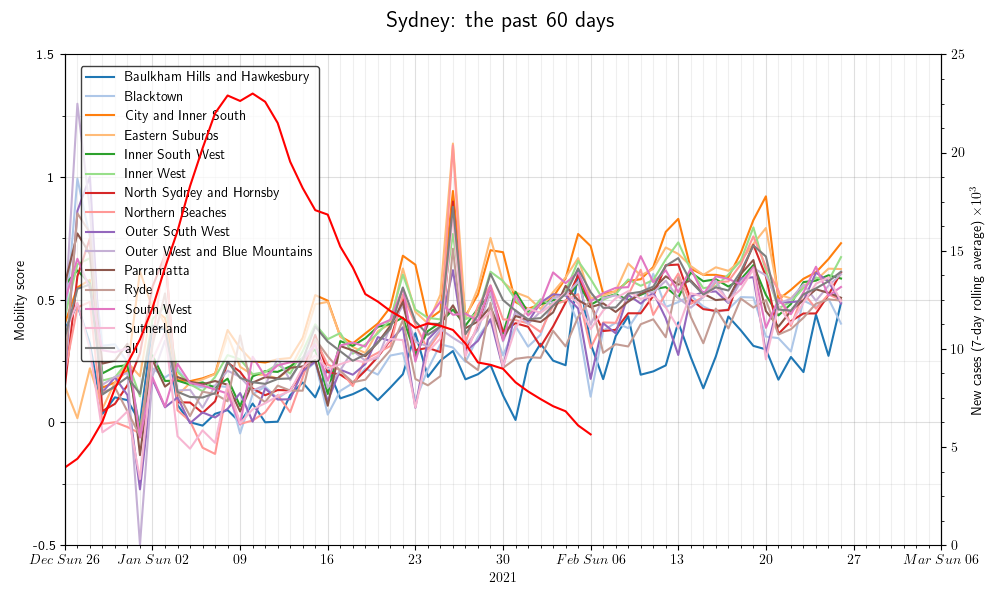 Sydney: the past 60 days
Mobility score
1.5
1
0.5
0
-0.5
Baulkham Hills and Hawkesbury
Blacktown
City and Inner South
Eastern Suburbs
Inner South West
Inner West
North Sydney and Hornsby
Northern Beaches
Outer South West
Outer West and Blue Mountains
Parramatta
Ryde
South West
Sutherland
all
25
20
15
10
5
0
New cases (7-day rolling average) ×10³
Dec Sun 26 Jan Sun 02 09 16 23 30 Feb Sun 06 13 20 27 Mar Sun 06
2021